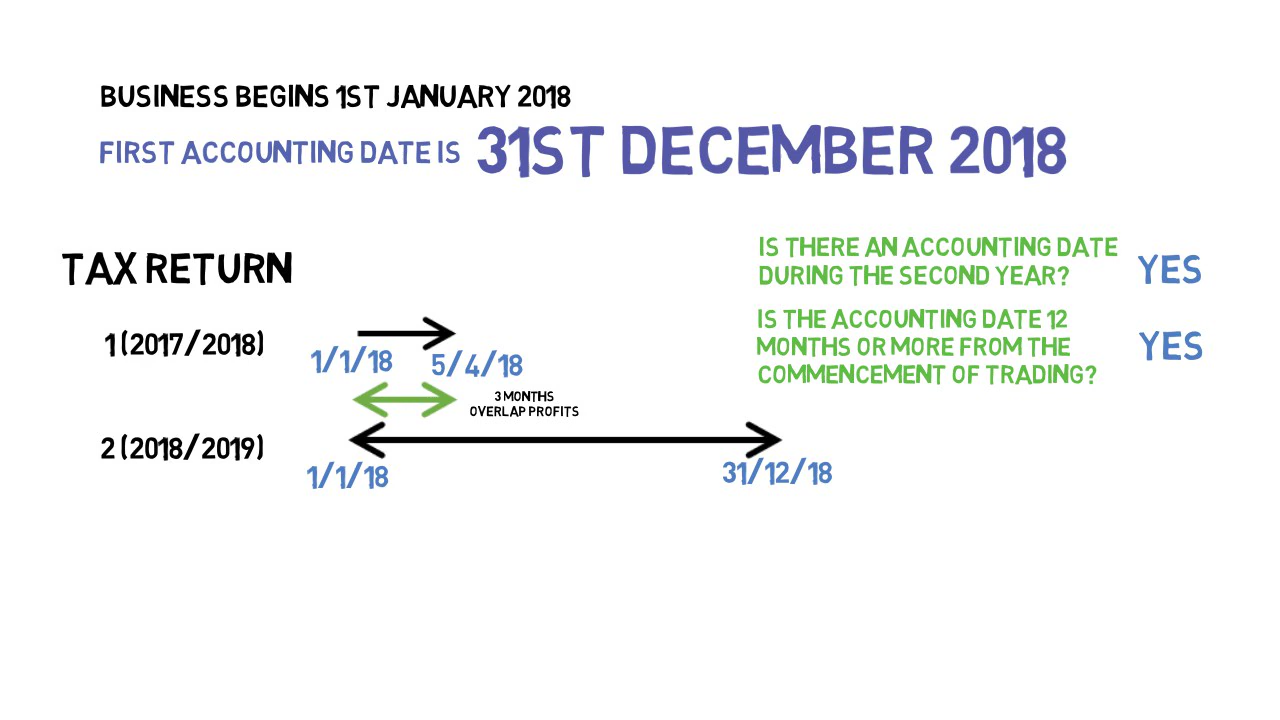 BUSINESS BEGINS 1ST JANUARY 2018
FIRST ACCOUNTING DATE IS 31ST DECEMBER 2018
TAX RETURN
IS THERE AN ACCOUNTING DATE
DURING THE SECOND YEAR?
YES
IS THE ACCOUNTING DATE 12
MONTHS OR MORE FROM THE
COMMENCEMENT OF TRADING?
YES
1 (2017/2018)
1/1/18
5/4/18
3 MONTHS
OVERLAP PROFITS
2 (2018/2019)
1/1/18
31/12/18